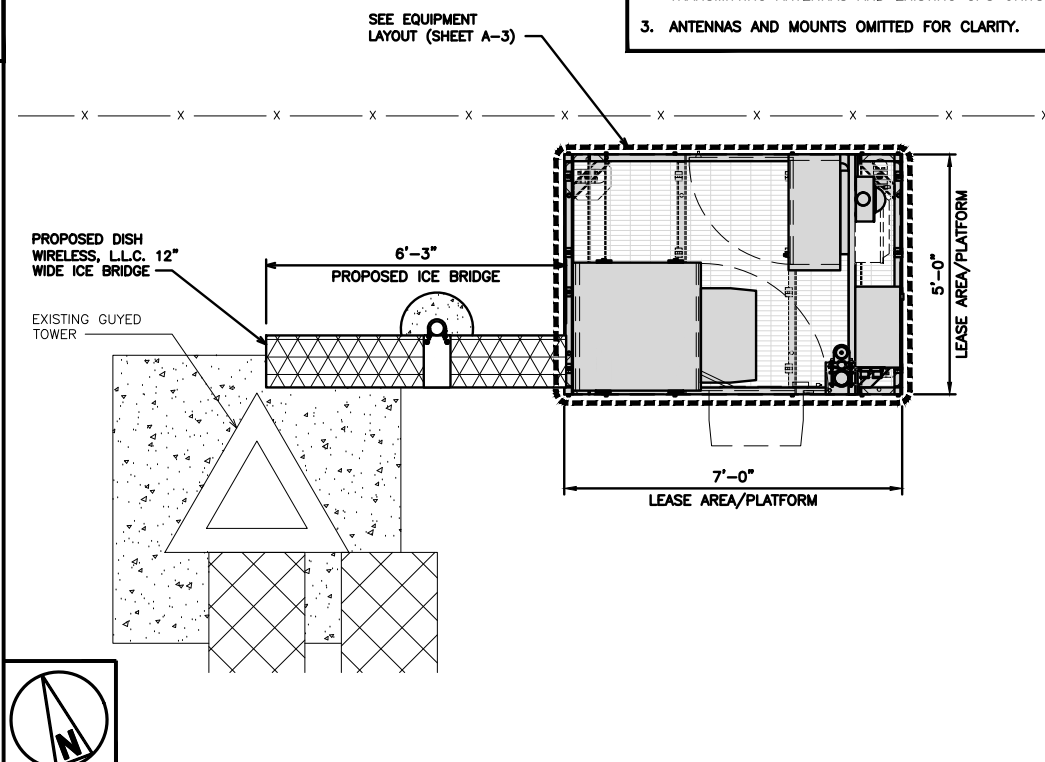 3. ANTENNAS AND MOUNTS OMITTED FOR CLARITY.
SEE EQUIPMENT
LAYOUT (SHEET A-3)
X X X X X X X X X X X
PROPOSED DISH
WIRELESS, L.L.C. 12"
WIDE ICE BRIDGE
6'-3"
PROPOSED ICE BRIDGE
EXISTING GUYED
TOWER
5'-0"
LEASE AREA/PLATFORM
7'-0"
LEASE AREA/PLATFORM
N